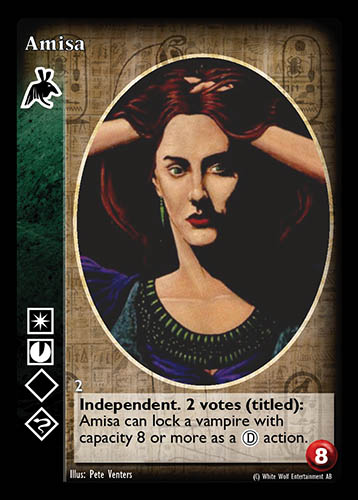 Amisa
2
Independent. 2 votes (titled):
Amisa can lock a vampire with
capacity 8 or more as a Ⓓ action.
8
Illus: Pete Venters
(C) White Wolf Entertainment AB